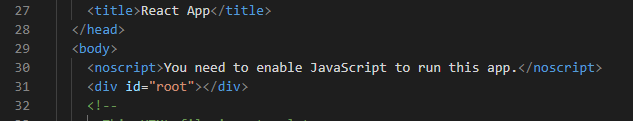 27 <title>React App</title>
28 </head>
29 <body>
30 <noscript>You need to enable JavaScript to run this app.</noscript>
31 <div id="root"></div>
32 <!--